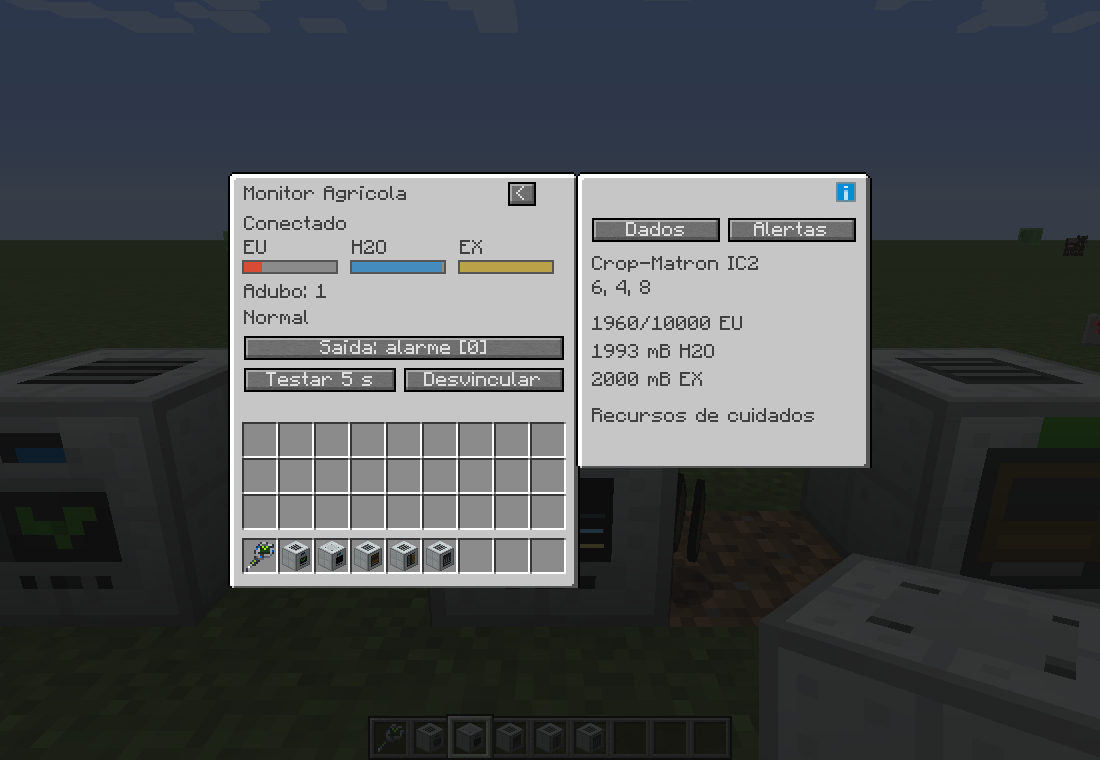 Monitor Agrícola
<
Conectado
EU H2O EX
Adubo: 1
Normal
Saída: alarme [0]
Testar 5 s Desvincular
i
Dados Alertas
Crop-Matron IC2
6, 4, 8
1960/10000 EU
1993 mB H2O
2000 mB EX
Recursos de cuidados